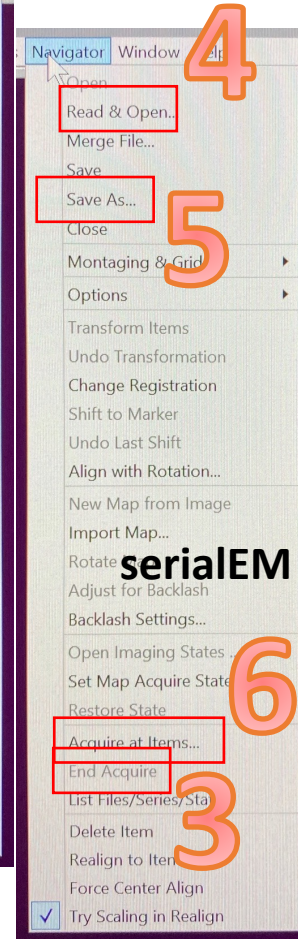 Navigator Window Help
4
Open
Read & Open...
Merge File...
Save
Save As...
5
Close
Montaging & Grids
Options
Transform Items
Undo Transformation
Change Registration
Shift to Marker
Undo Last Shift
Align with Rotation...
New Map from Image
Import Map...
Rotate
serialEM
Adjust for Backlash
Backlash Settings...
Open Imaging States ...
Set Map Acquire State
6
Restore State
Acquire at Items...
End Acquire
List Files/Series/States
3
Delete Item
Realign to Item
Force Center Align
Try Scaling in Realign